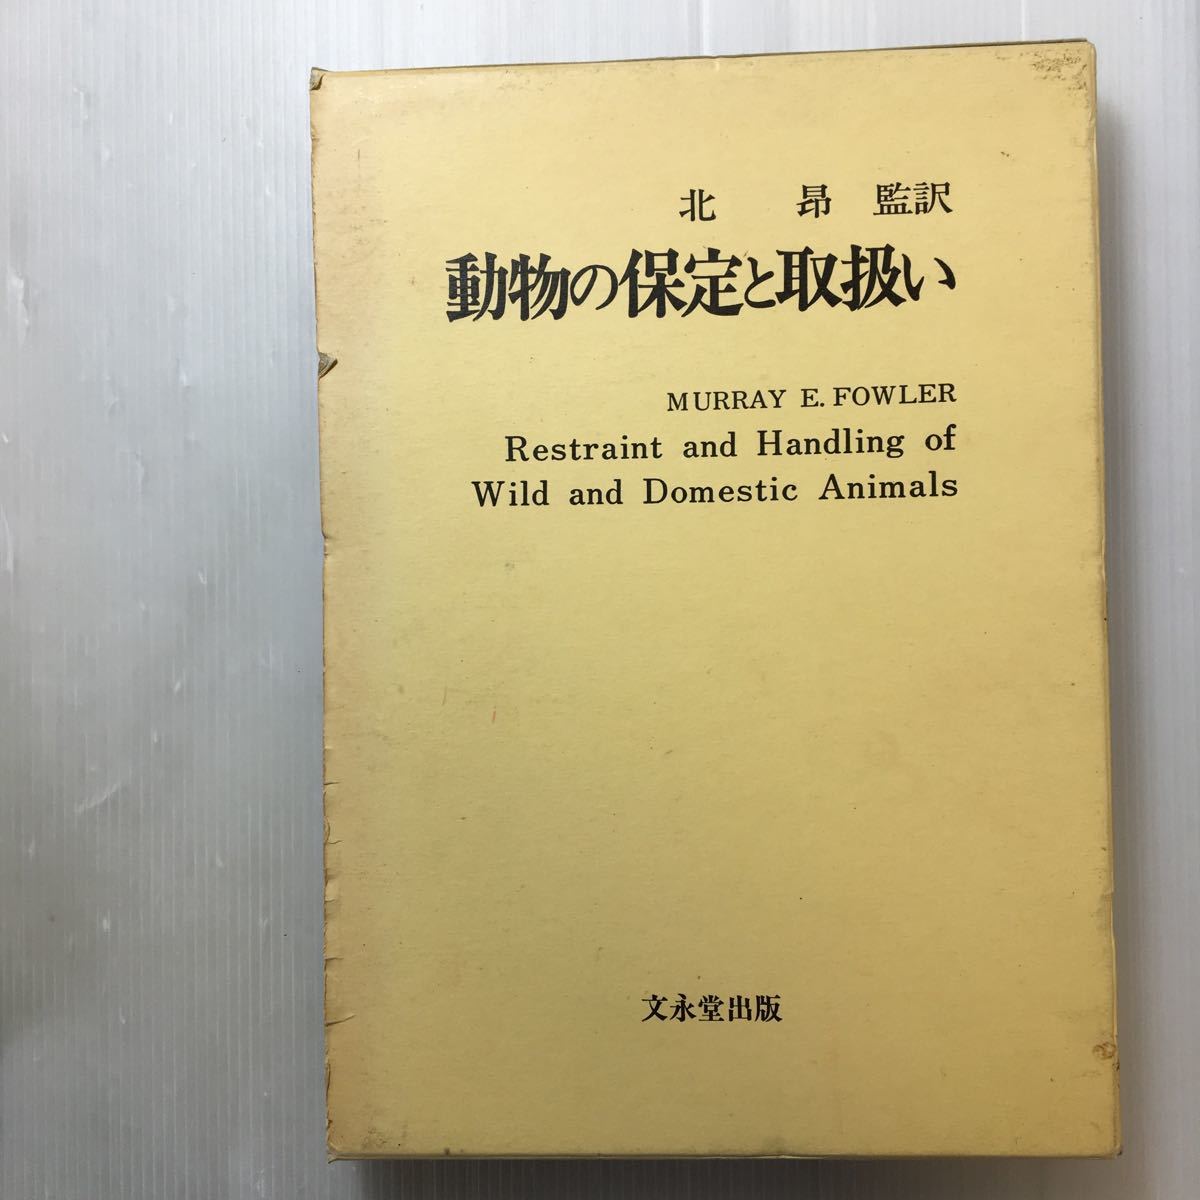 北 昂 監訳
動物の保定と取扱い
MURRAY E. FOWLER
Restraint and Handling of
Wild and Domestic Animals
文永堂出版